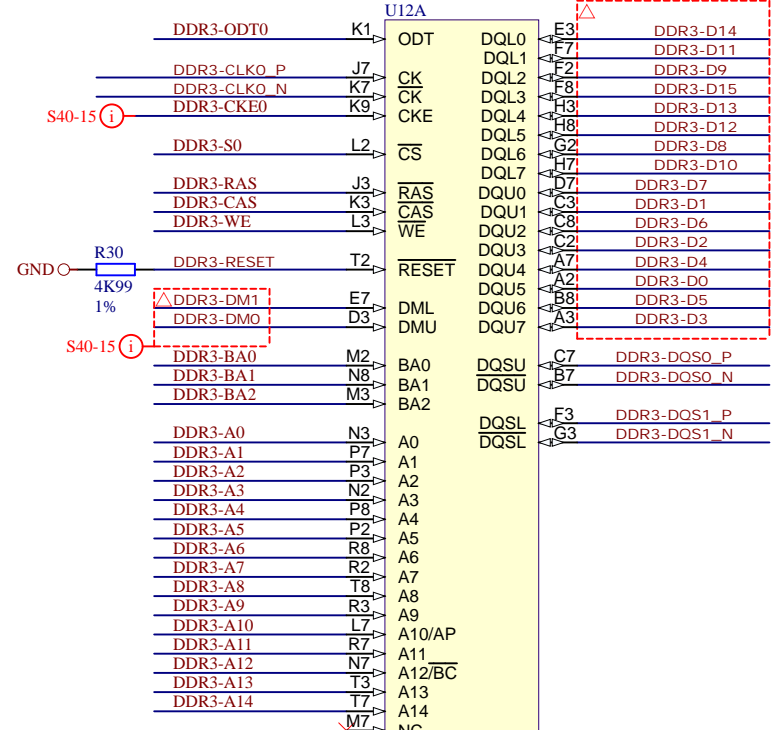 U12A
DDR3-ODT0 K1 ODT DQL0 E3 DDR3-D14
DQL1 F7 DDR3-D11
DDR3-CLK0_P J7 CK DQL2 F2 DDR3-D9
DDR3-CLK0_N K7 CK DQL3 F8 DDR3-D15
S40-15 i DDR3-CKE0 K9 CKE DQL4 H3 DDR3-D13
DQL5 H8 DDR3-D12
DDR3-S0 L2 CS DQL6 G2 DDR3-D8
DQL7 H7 DDR3-D10
DDR3-RAS J3 RAS DQU0 D7 DDR3-D7
DDR3-CAS K3 CAS DQU1 C3 DDR3-D1
DDR3-WE L3 WE DQU2 C8 DDR3-D6
DQU3 C2 DDR3-D2
GND R30 DDR3-RESET T2 RESET DQU4 A7 DDR3-D4
4K99 DQU5 A2 DDR3-D0
1% DDR3-DM1 E7 DML DQU6 B8 DDR3-D5
DDR3-DM0 D3 DMU DQU7 A3 DDR3-D3
S40-15 i
DDR3-BA0 M2 BA0 DQSU C7 DDR3-DQS0_P
DDR3-BA1 N8 BA1 DQSU B7 DDR3-DQS0_N
DDR3-BA2 M3 BA2
DQSL F3 DDR3-DQS1_P
DDR3-A0 N3 A0 DQSL G3 DDR3-DQS1_N
DDR3-A1 P7 A1
DDR3-A2 P3 A2
DDR3-A3 N2 A3
DDR3-A4 P8 A4
DDR3-A5 P2 A5
DDR3-A6 R8 A6
DDR3-A7 R2 A7
DDR3-A8 T8 A8
DDR3-A9 R3 A9
DDR3-A10 L7 A10/AP
DDR3-A11 R7 A11
DDR3-A12 N7 A12/BC
DDR3-A13 T3 A13
DDR3-A14 T7 A14
M7 NC